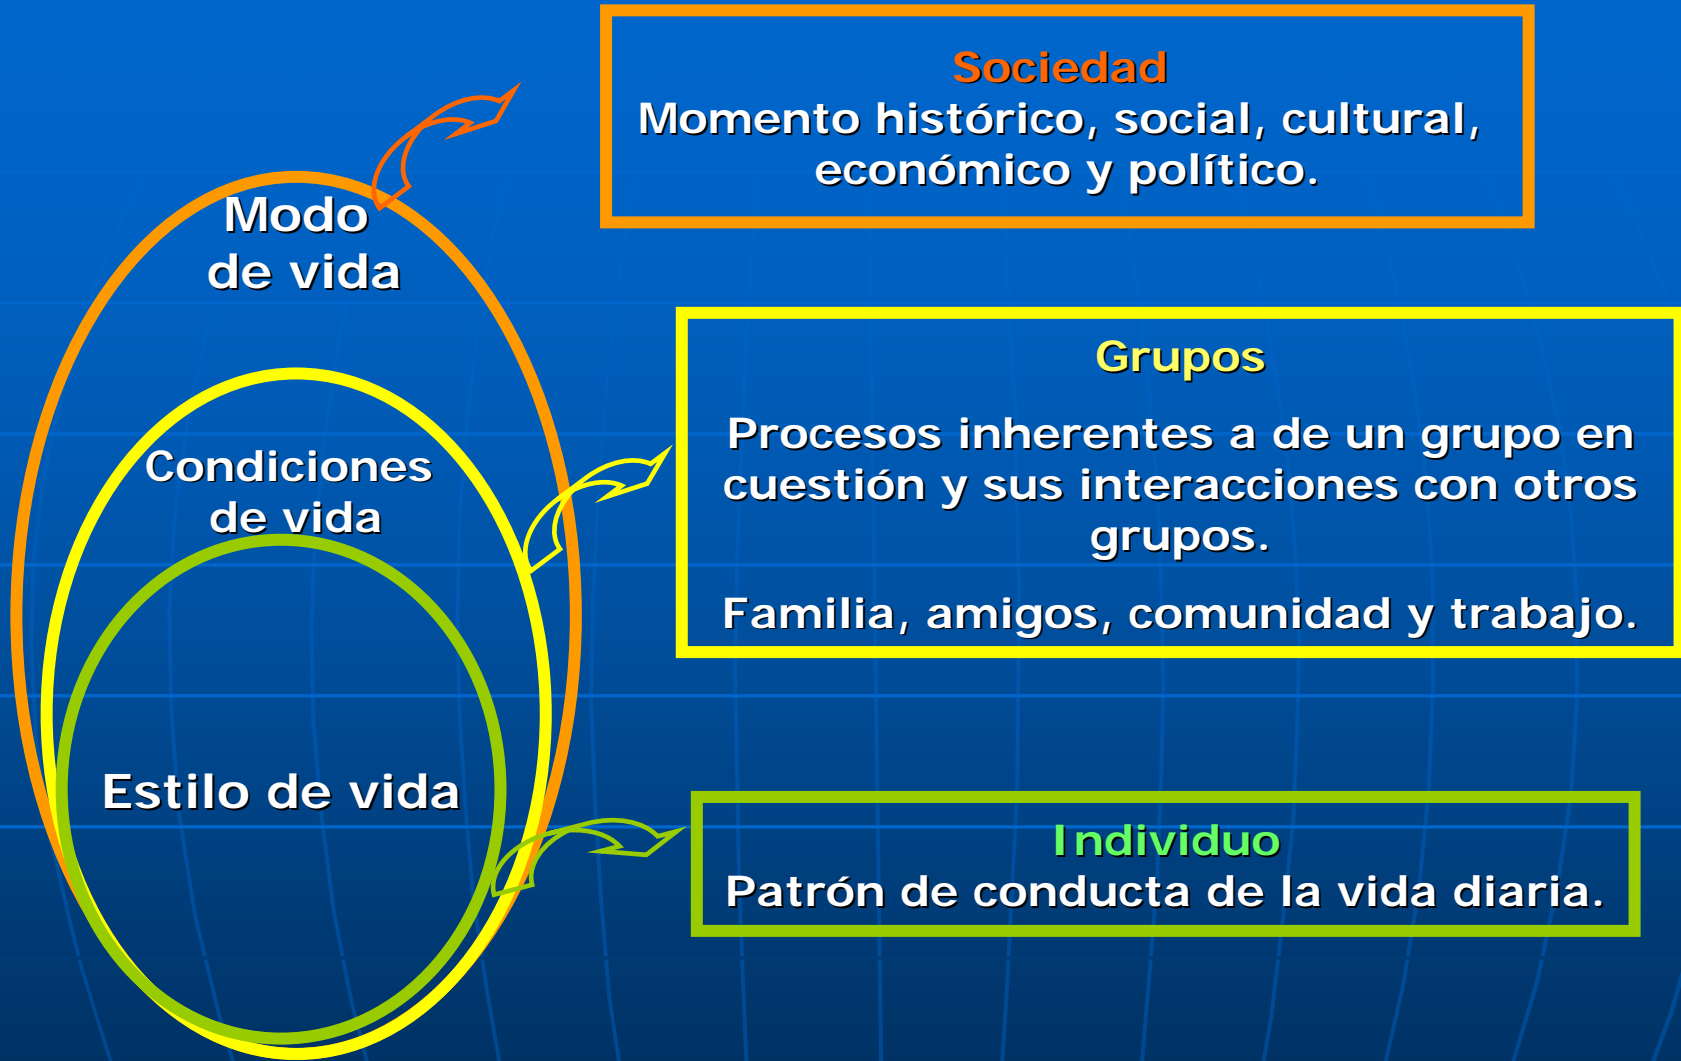 Sociedad
Momento histórico, social, cultural,
económico y político.
Modo
de vida
Grupos
Procesos inherentes a de un grupo en
cuestión y sus interacciones con otros
grupos.
Familia, amigos, comunidad y trabajo.
Condiciones
de vida
Estilo de vida
Individuo
Patrón de conducta de la vida diaria.